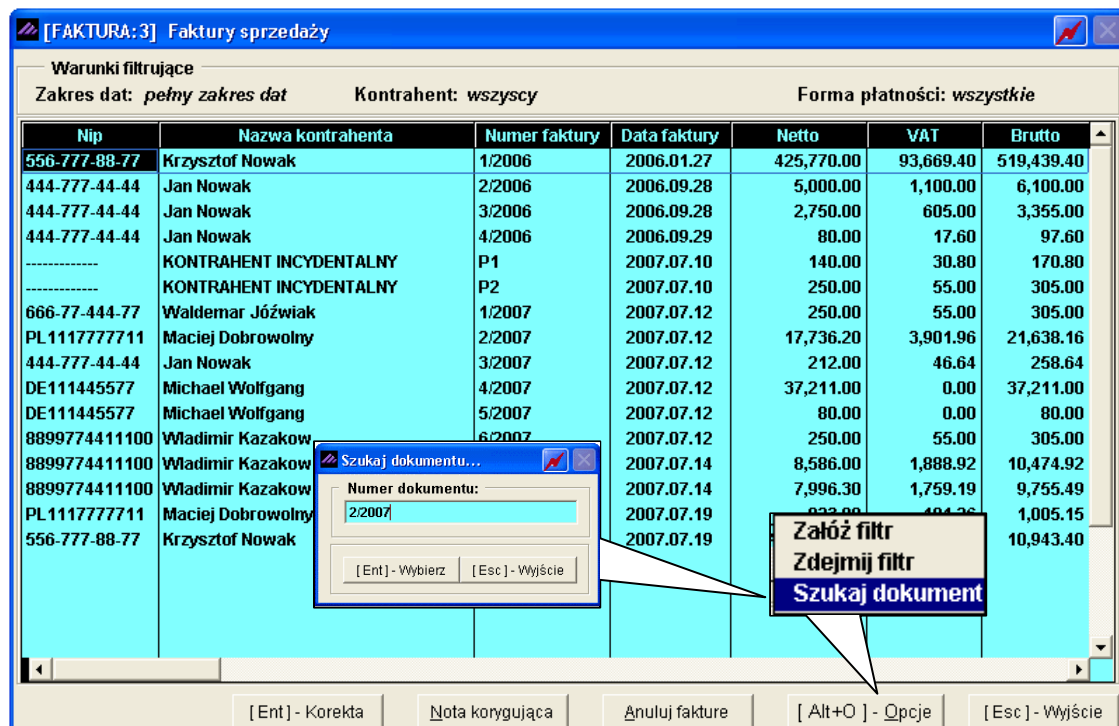 [FAKTURA:3] Faktury sprzedaży
Warunki filtrujące
Zakres dat: pełny zakres dat Kontrahent: wszyscy Forma płatności: wszystkie
Nip Nazwa kontrahenta Numer faktury Data faktury Netto VAT Brutto
556-777-88-77 Krzysztof Nowak 1/2006 2006.01.27 425,770.00 93,669.40 519,439.40
444-777-44-44 Jan Nowak 2/2006 2006.09.28 5,000.00 1,100.00 6,100.00
444-777-44-44 Jan Nowak 3/2006 2006.09.28 2,750.00 605.00 3,355.00
444-777-44-44 Jan Nowak 4/2006 2006.09.29 80.00 17.60 97.60
------------- KONTRAHENT INCYDENTALNY P1 2007.07.10 140.00 30.80 170.80
------------- KONTRAHENT INCYDENTALNY P2 2007.07.10 250.00 55.00 305.00
666-77-444-77 Waldemar Jóźwiak 1/2007 2007.07.12 250.00 55.00 305.00
PL1117777711 Maciej Dobrowolny 2/2007 2007.07.12 17,736.20 3,901.96 21,638.16
444-777-44-44 Jan Nowak 3/2007 2007.07.12 212.00 46.64 258.64
DE111445577 Michael Wolfgang 4/2007 2007.07.12 37,211.00 0.00 37,211.00
DE111445577 Michael Wolfgang 5/2007 2007.07.12 80.00 0.00 80.00
8899774411100 Wladimir Kazakow 6/2007 2007.07.12 250.00 55.00 305.00
8899774411100 Wladimir Kazakow 2007.07.14 8,586.00 1,888.92 10,474.92
8899774411100 Wladimir Kazakow 2007.07.14 7,996.30 1,759.19 9,755.49
PL1117777711 Maciej Dobrowolny 2007.07.19 1,005.15
556-777-88-77 Krzysztof Nowak 2007.07.19 10,943.40
Szukaj dokumentu...
Numer dokumentu:
2/2007
[ Ent ] - Wybierz [ Esc ] - Wyjście
Załóż filtr
Zdejmij filtr
Szukaj dokument
[ Ent ] - Korekta Nota korygująca Anuluj fakture [ Alt+O ] - Opcje [ Esc ] - Wyjście